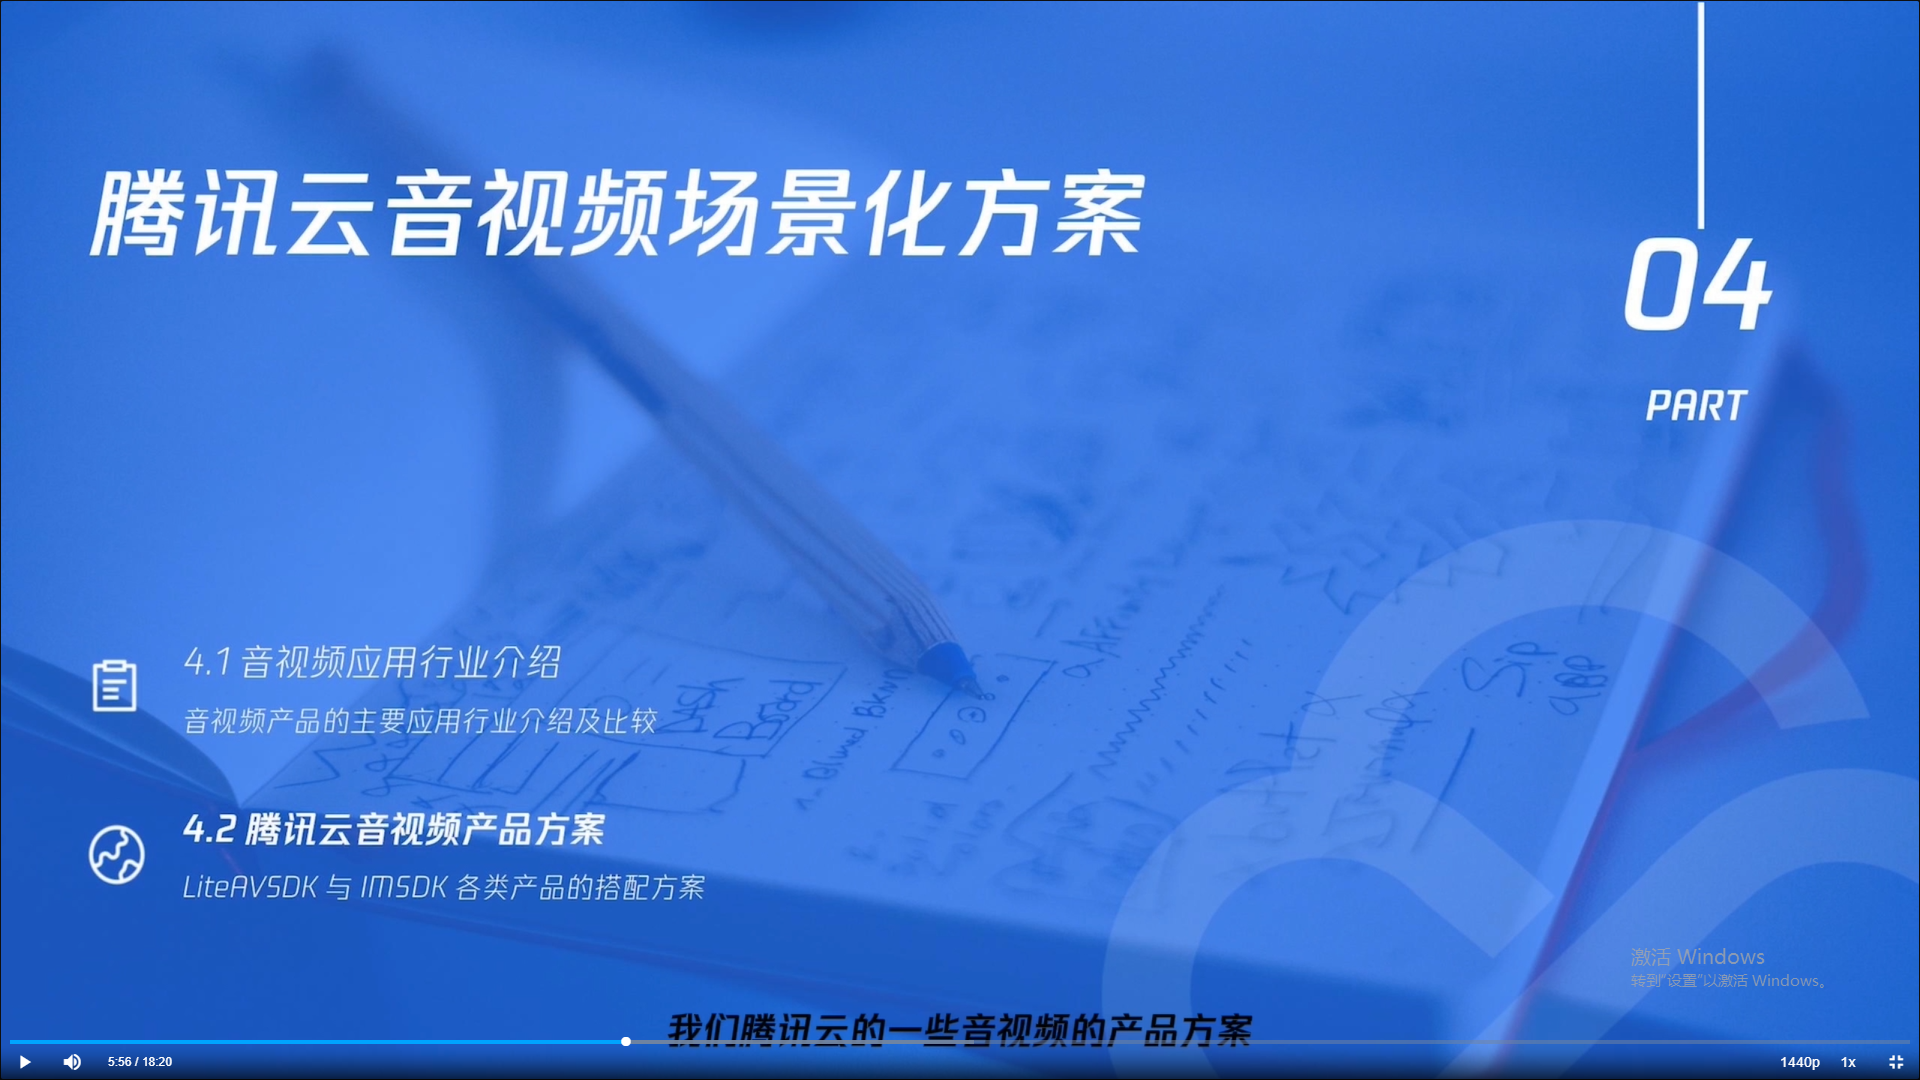 腾讯云音视频场景化方案
04
PART
4.1 音视频应用行业介绍
音视频产品的主要应用行业介绍及比较
4.2 腾讯云音视频产品方案
LiteAVSDK 与 IMSDK 各类产品的搭配方案
Board
Sip
app
激活 Windows
转到“设置”以激活 Windows。
我们腾讯云的一些音视频的产品方案
5:56 / 18:20
1440p
1x